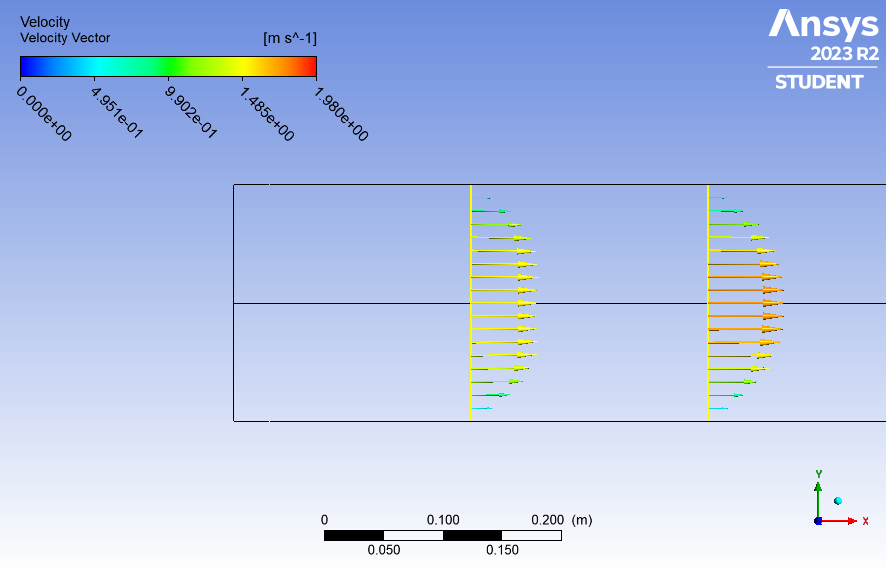 Velocity
Velocity Vector [m s^-1]
0.000e+00
4.951e-01
9.902e-01
1.485e+00
1.980e+00
Ansys
2023 R2
STUDENT
Y
X
0 0.100 0.200 (m)
0.050 0.150